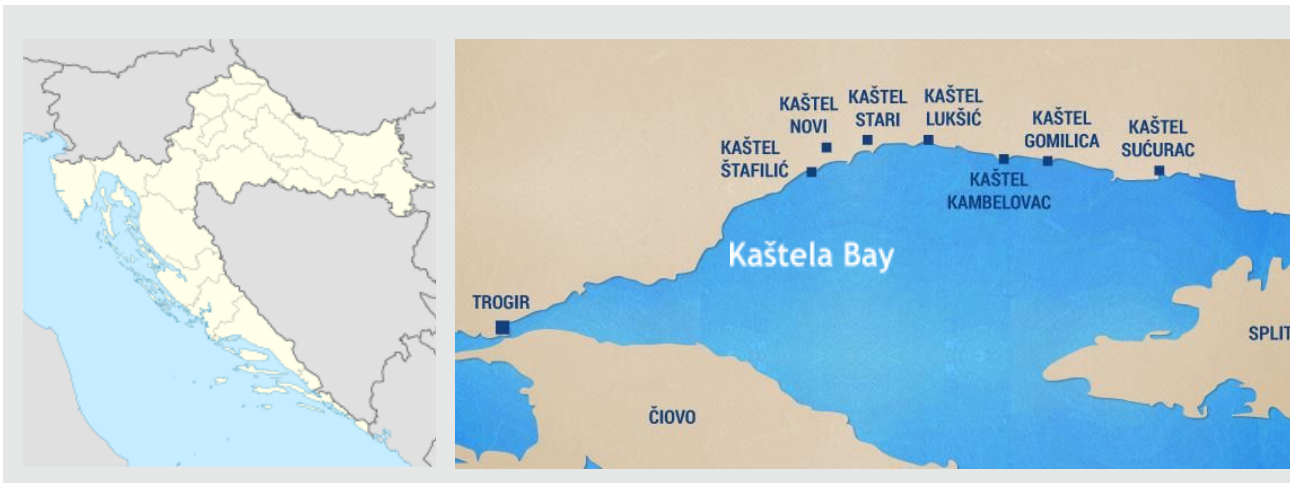 KAŠTEL
NOVI
KAŠTEL
STARI
KAŠTEL
LUKŠIĆ
KAŠTEL
ŠTAFILIĆ
KAŠTEL
GOMILICA
KAŠTEL
SUĆURAC
KAŠTEL
KAMBELOVAC
Kaštela Bay
TROGIR
SPLIT
ČIOVO